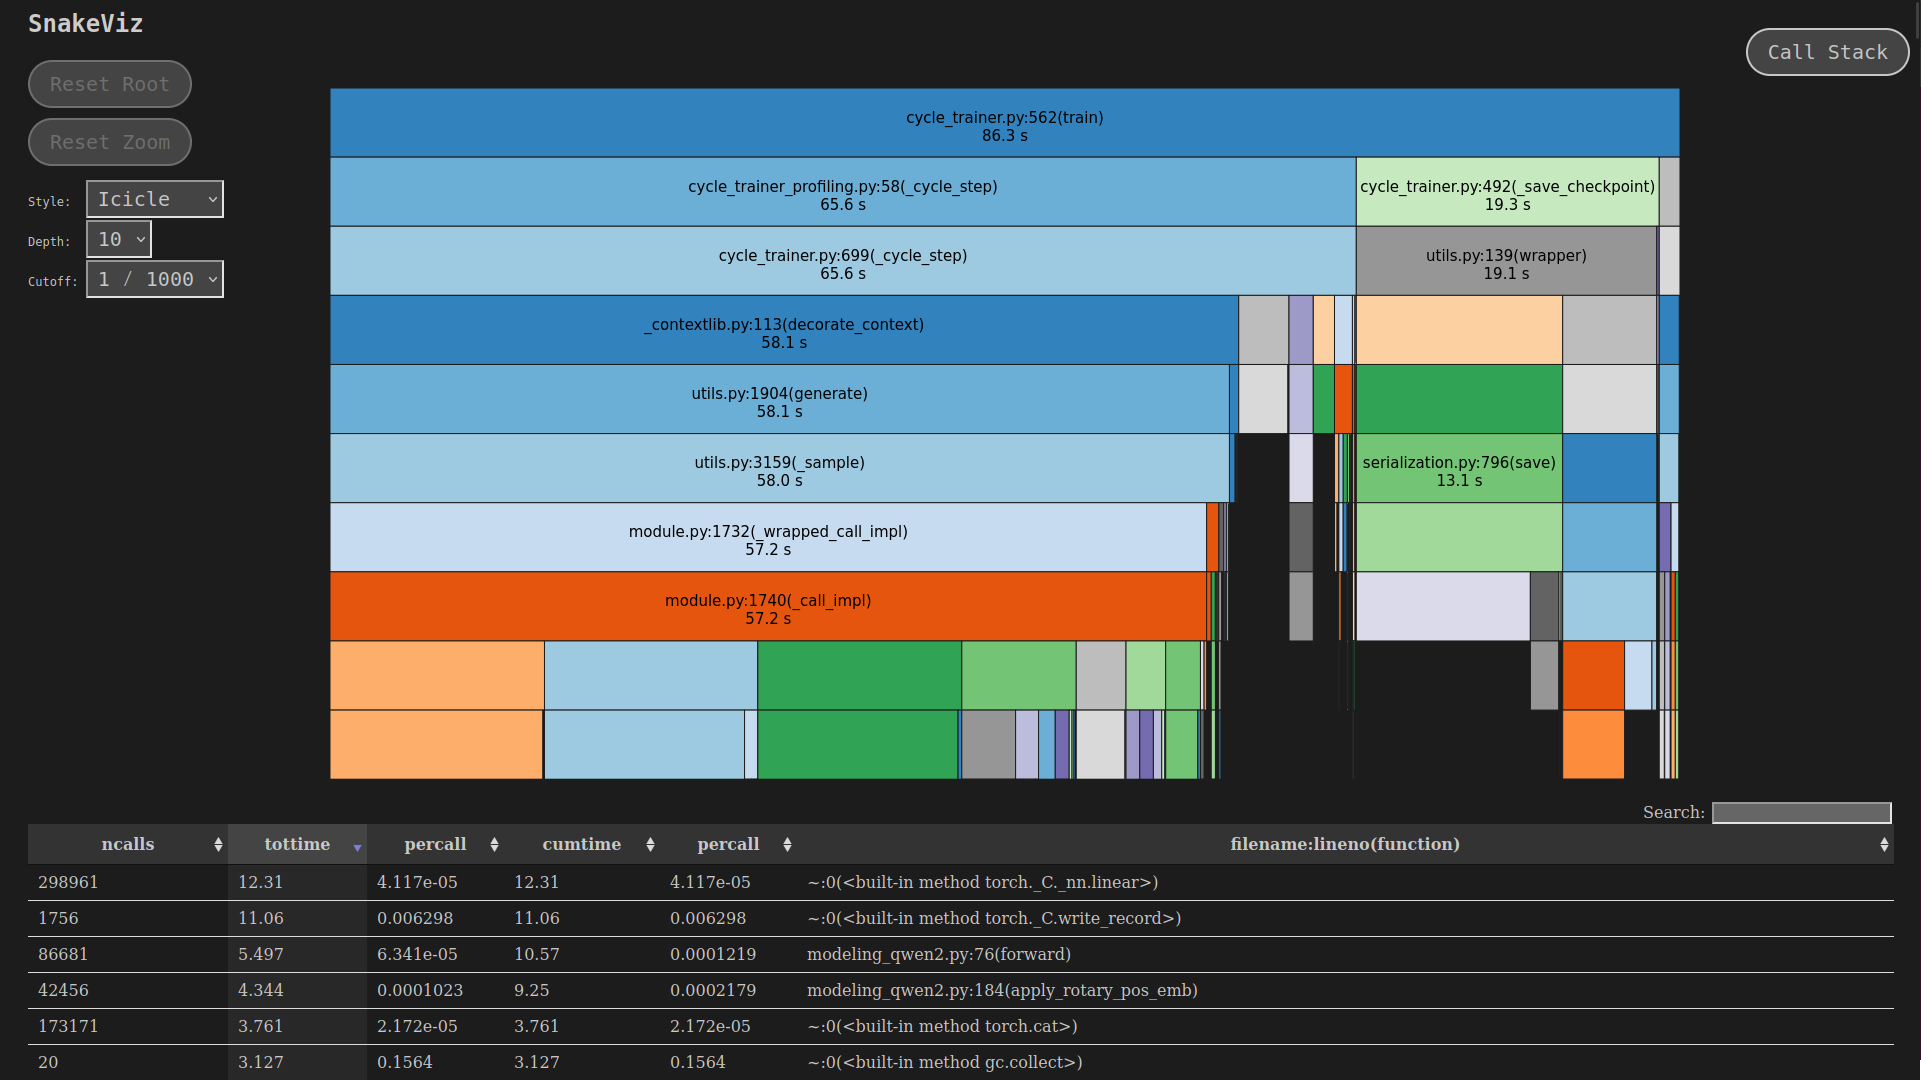 SnakeViz
Call Stack
Reset Root
Reset Zoom
Style: Icicle
Depth: 10
Cutoff: 1 / 1000
cycle_trainer.py:562(train)
86.3 s
cycle_trainer_profiling.py:58(_cycle_step)
65.6 s
cycle_trainer.py:492(_save_checkpoint)
19.3 s
cycle_trainer.py:699(_cycle_step)
65.6 s
utils.py:139(wrapper)
19.1 s
_contextlib.py:113(decorate_context)
58.1 s
utils.py:1904(generate)
58.1 s
utils.py:3159(_sample)
58.0 s
serialization.py:796(save)
13.1 s
module.py:1732(_wrapped_call_impl)
57.2 s
module.py:1740(_call_impl)
57.2 s
Search:
ncalls tottime percall cumtime percall filename:lineno(function)
298961 12.31 4.117e-05 12.31 4.117e-05 ~:0(<built-in method torch._C._nn.linear>)
1756 11.06 0.006298 11.06 0.006298 ~:0(<built-in method torch._C.write_record>)
86681 5.497 6.341e-05 10.57 0.0001219 modeling_qwen2.py:76(forward)
42456 4.344 0.0001023 9.25 0.0002179 modeling_qwen2.py:184(apply_rotary_pos_emb)
173171 3.761 2.172e-05 3.761 2.172e-05 ~:0(<built-in method torch.cat>)
20 3.127 0.1564 3.127 0.1564 ~:0(<built-in method gc.collect>)